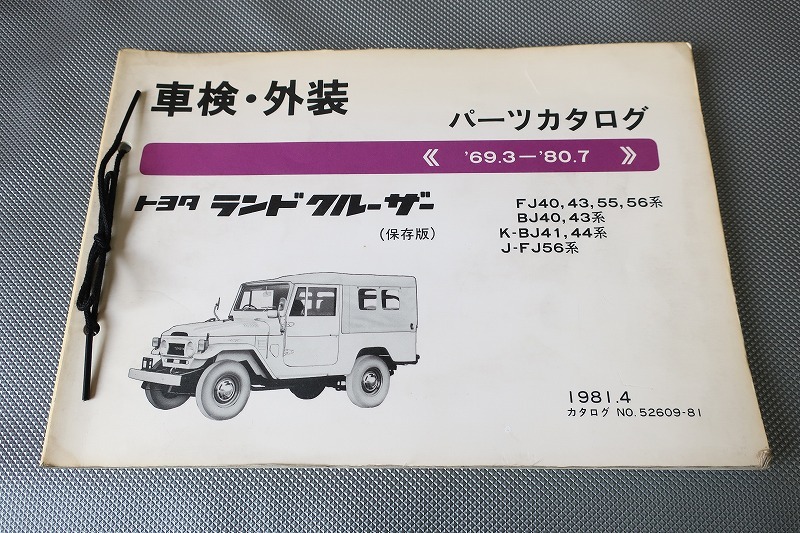 車検・外装
パーツカタログ
《 '69.3－'80.7 》
トヨタ ランドクルーザー
(保存版)
FJ40,43,55,56系
BJ40,43系
K-BJ41,44系
J-FJ56系
1981.4
カタログ NO.52609-81